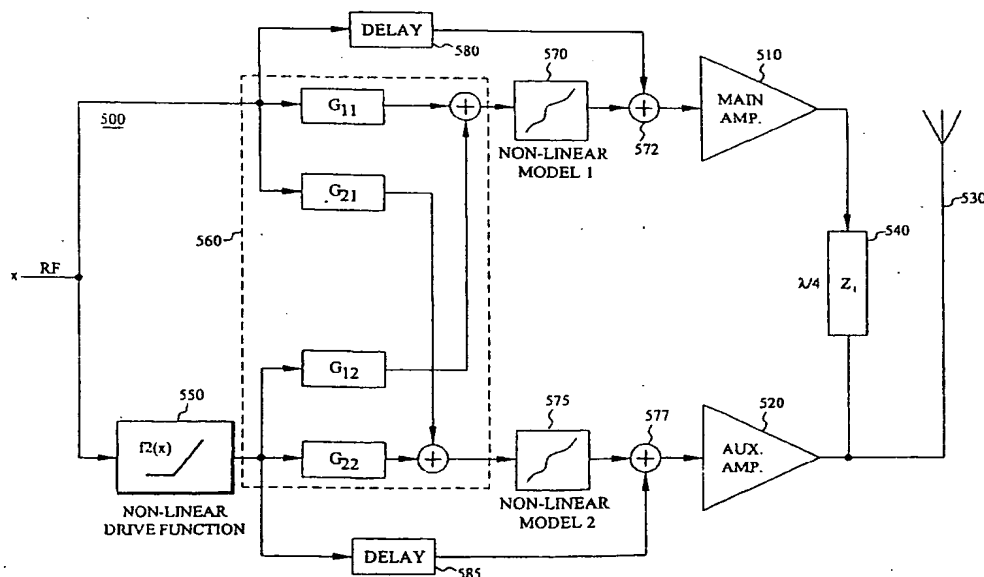 DELAY
580
570
510
MAIN
AMP.
500
G11
NON-LINEAR
MODEL 1
572
G21
530
560
540
x RF
λ/4
Z1
G12
550
575
577
520
f2(x)
G22
AUX.
AMP.
NON-LINEAR
DRIVE FUNCTION
NON-LINEAR
MODEL 2
DELAY
585